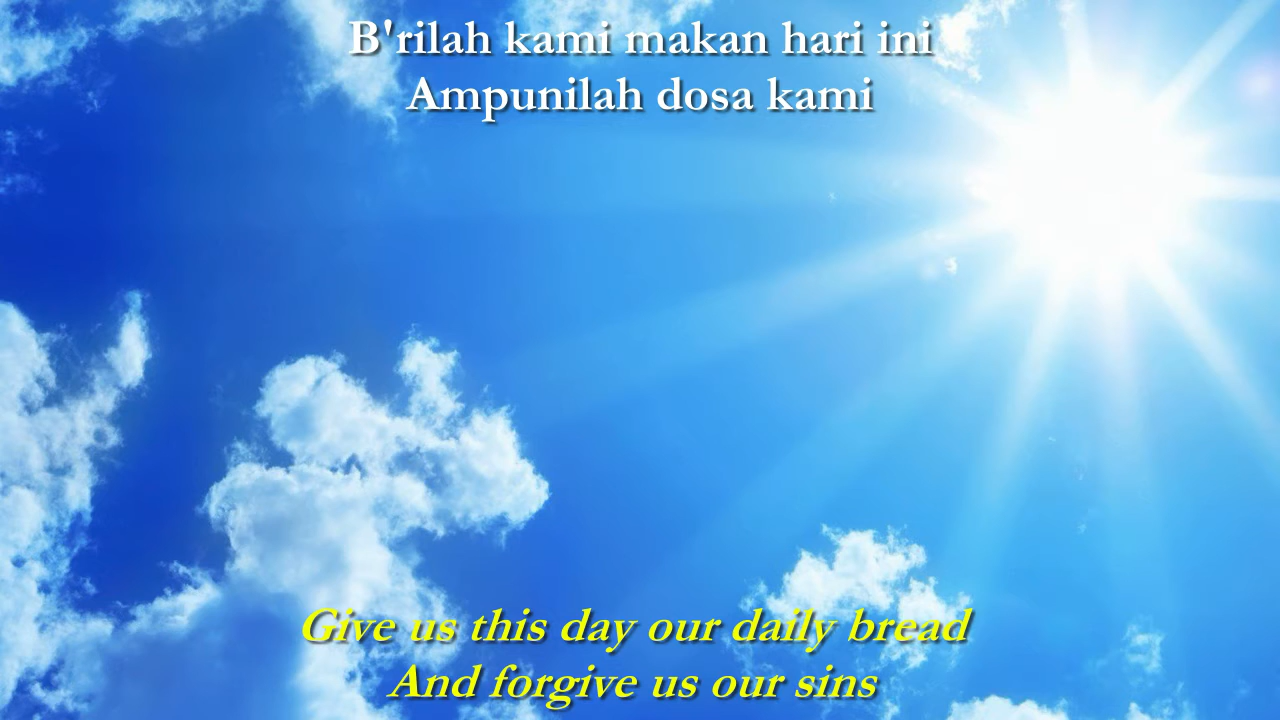 B'rilah kami makan hari ini
Ampunilah dosa kami
Give us this day our daily bread
And forgive us our sins